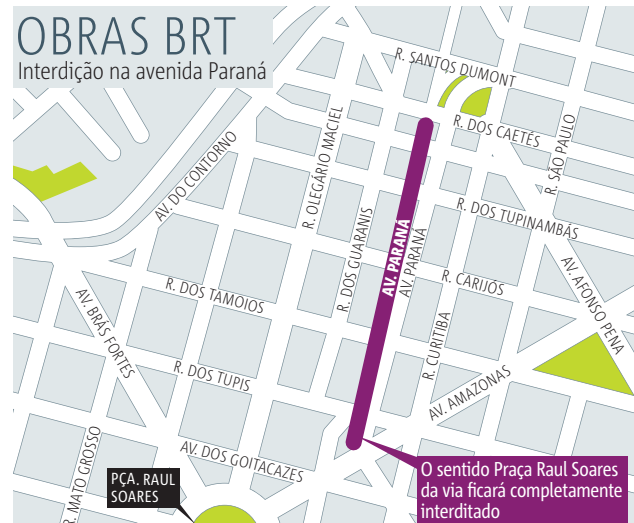 OBRAS BRT
Interdição na avenida Paraná
R. SANTOS DUMONT
R. DOS CAETÉS
R. SÃO PAULO
R. OLEGÁRIO MACIEL
AV. DO CONTORNO
R. DOS TUPINAMBÁS
R. DOS GUARANIS
AV. PARANÁ
AV. PARANÁ
R. CARIJÓS
AV. AFONSO PENA
R. DOS TAMOIOS
AV. BRÁS FORTES
R. CURITIBA
R. DOS TUPIS
AV. AMAZONAS
AV. DOS GOITACAZES
R. MATO GROSSO
PÇA. RAUL
SOARES
O sentido Praça Raul Soares
da via ficará completamente
interditado